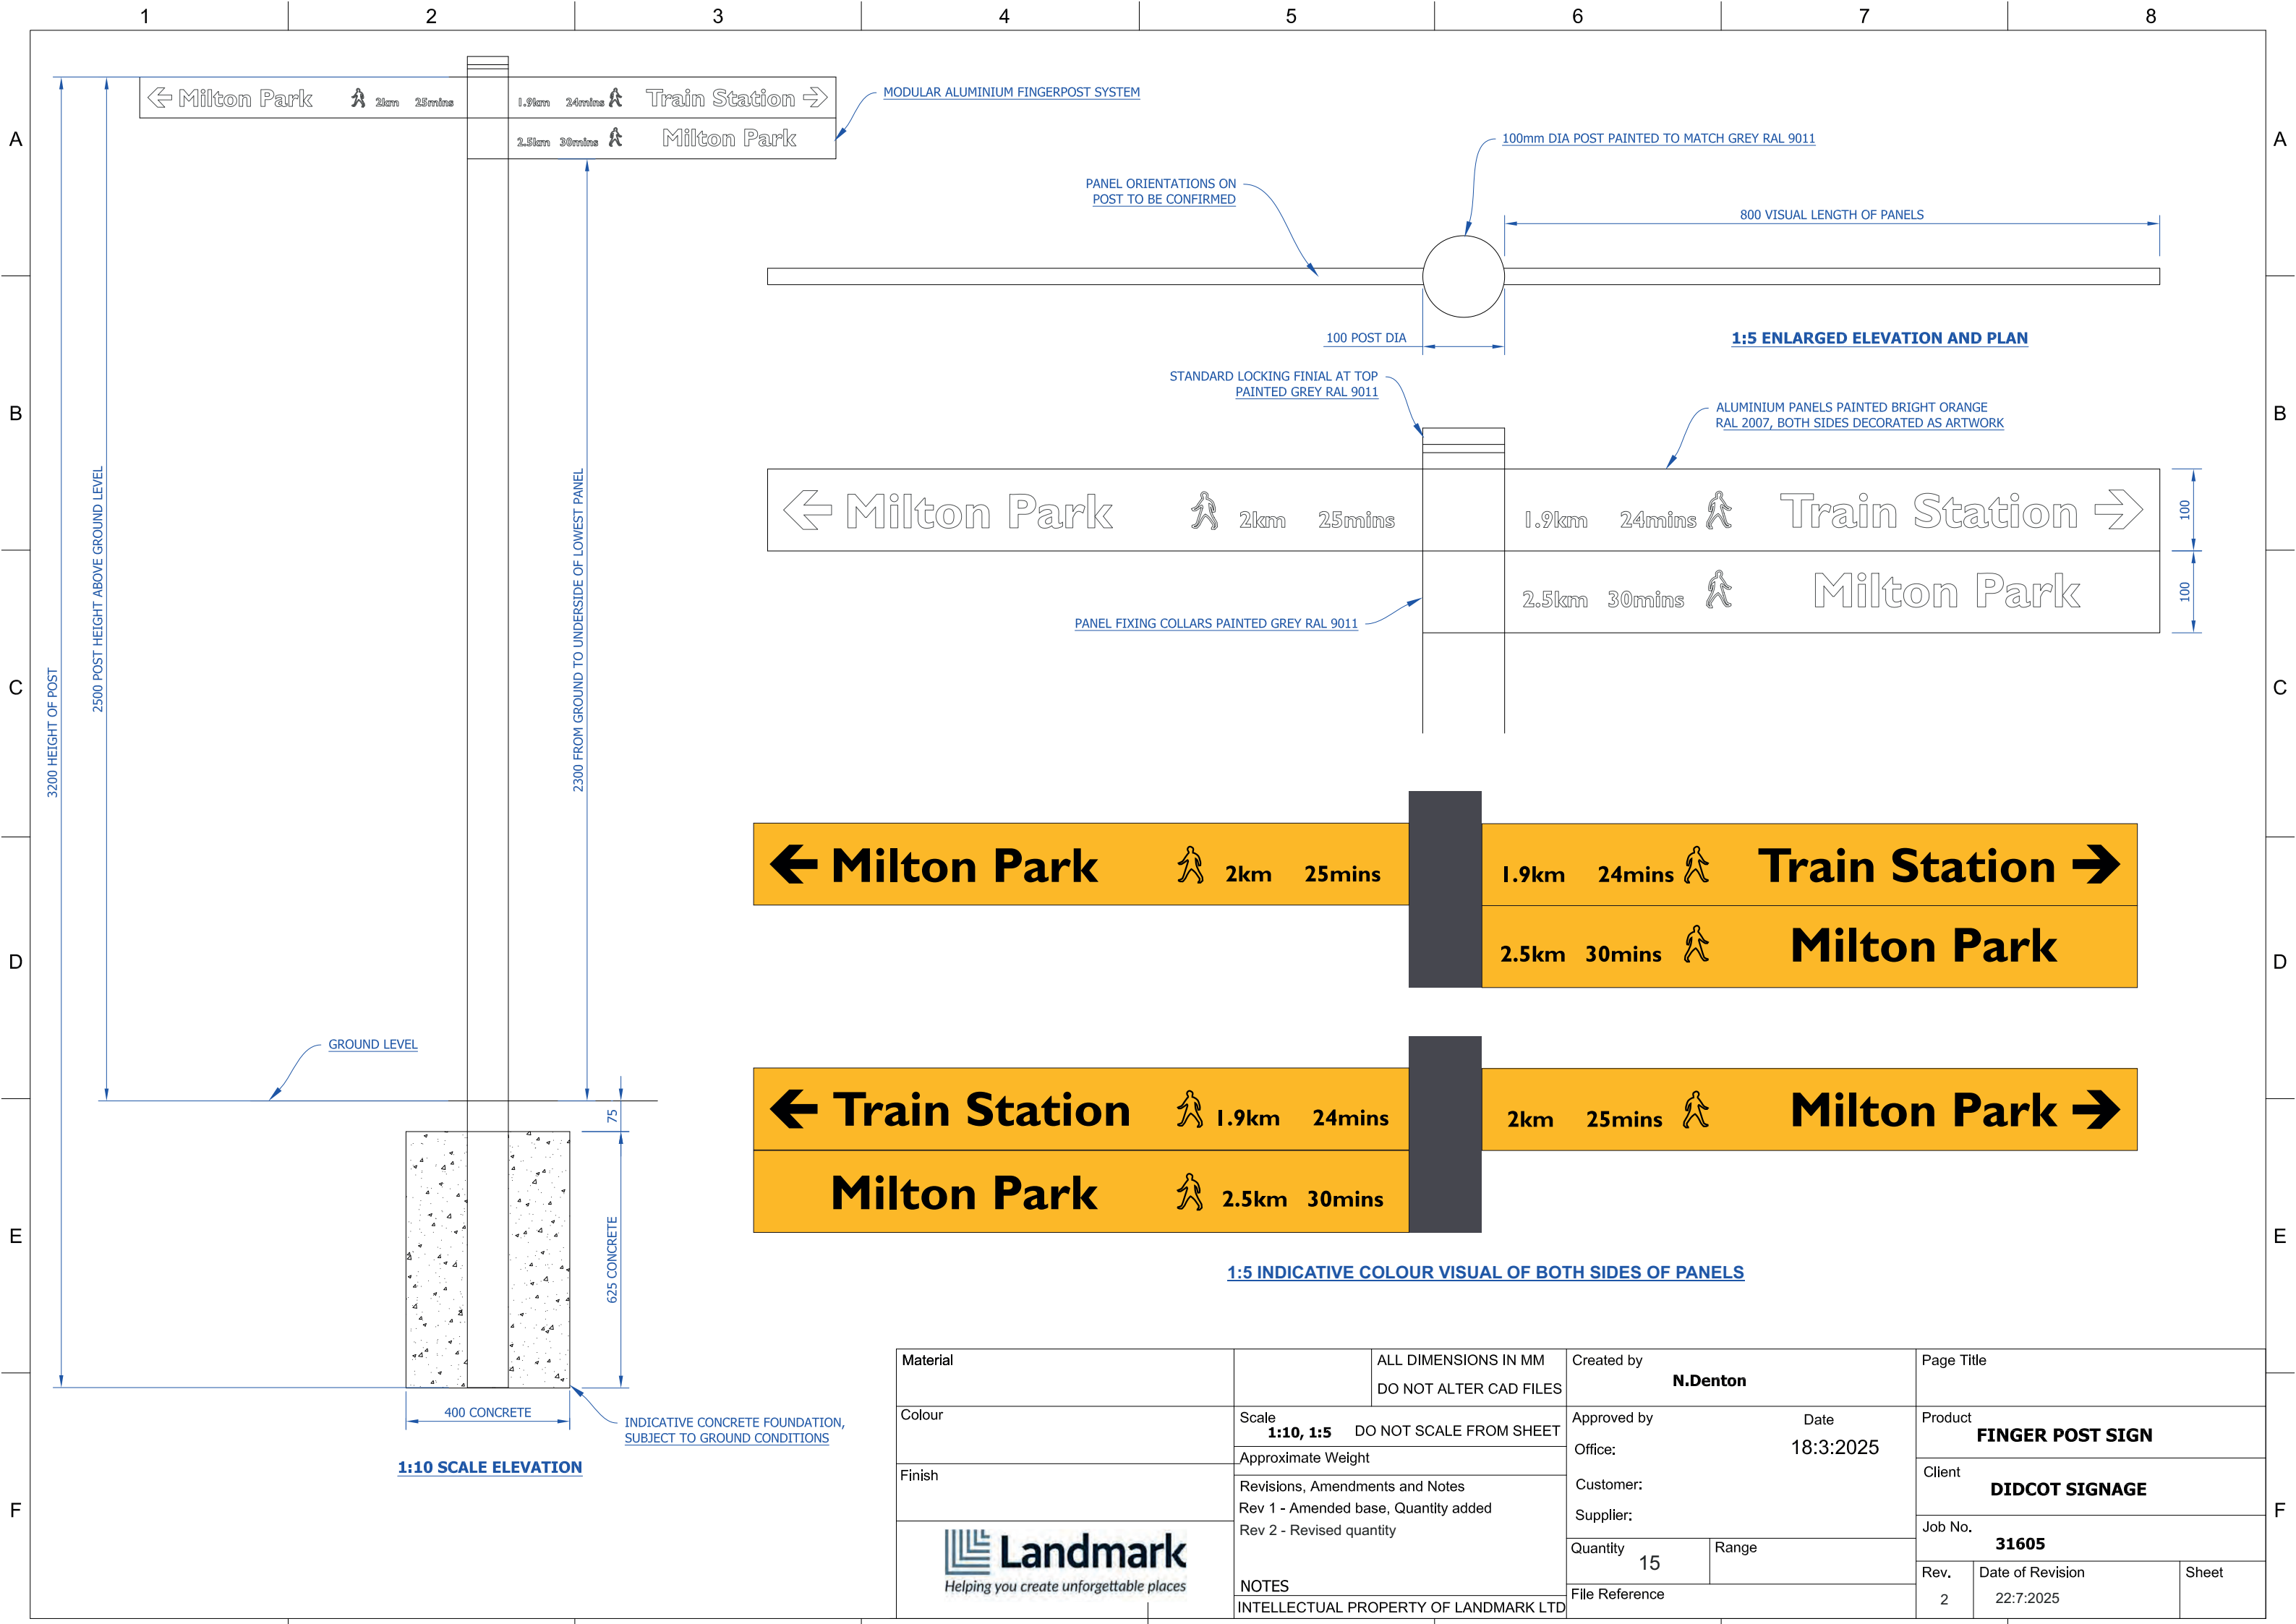 1 2 3 4 5 6 7 8
A
B
C
D
E
F
A
B
C
D
E
F
Milton Park 2km 25mins
1.9km 24mins Train Station
2.5km 30mins Milton Park
MODULAR ALUMINIUM FINGERPOST SYSTEM
3200 HEIGHT OF POST
2500 POST HEIGHT ABOVE GROUND LEVEL
2300 FROM GROUND TO UNDERSIDE OF LOWEST PANEL
GROUND LEVEL
75
625 CONCRETE
400 CONCRETE
INDICATIVE CONCRETE FOUNDATION,
SUBJECT TO GROUND CONDITIONS
1:10 SCALE ELEVATION
100mm DIA POST PAINTED TO MATCH GREY RAL 9011
PANEL ORIENTATIONS ON
POST TO BE CONFIRMED
800 VISUAL LENGTH OF PANELS
100 POST DIA
1:5 ENLARGED ELEVATION AND PLAN
STANDARD LOCKING FINIAL AT TOP
PAINTED GREY RAL 9011
ALUMINIUM PANELS PAINTED BRIGHT ORANGE
RAL 2007, BOTH SIDES DECORATED AS ARTWORK
Milton Park 2km 25mins
1.9km 24mins Train Station
2.5km 30mins Milton Park
100
100
PANEL FIXING COLLARS PAINTED GREY RAL 9011
Milton Park 2km 25mins
1.9km 24mins Train Station
2.5km 30mins Milton Park
Train Station 1.9km 24mins
2km 25mins Milton Park
Milton Park 2.5km 30mins
1:5 INDICATIVE COLOUR VISUAL OF BOTH SIDES OF PANELS
Material
Colour
Finish
Landmark
Helping you create unforgettable places
ALL DIMENSIONS IN MM
DO NOT ALTER CAD FILES
Scale
1:10, 1:5 DO NOT SCALE FROM SHEET
Approximate Weight
Revisions, Amendments and Notes
Rev 1 - Amended base, Quantity added
Rev 2 - Revised quantity
NOTES
INTELLECTUAL PROPERTY OF LANDMARK LTD
Created by
N.Denton
Approved by Date
Office: 18:3:2025
Customer:
Supplier:
Quantity 15
Range
File Reference
Page Title
Product
FINGER POST SIGN
Client
DIDCOT SIGNAGE
Job No.
31605
Rev. Date of Revision Sheet
2 22:7:2025